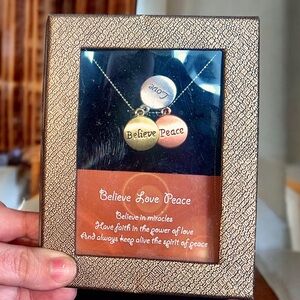 Love
Believe Peace
Believe Love Peace
Believe in miracles
Have faith in the power of love
And always keep alive the spirit of peace